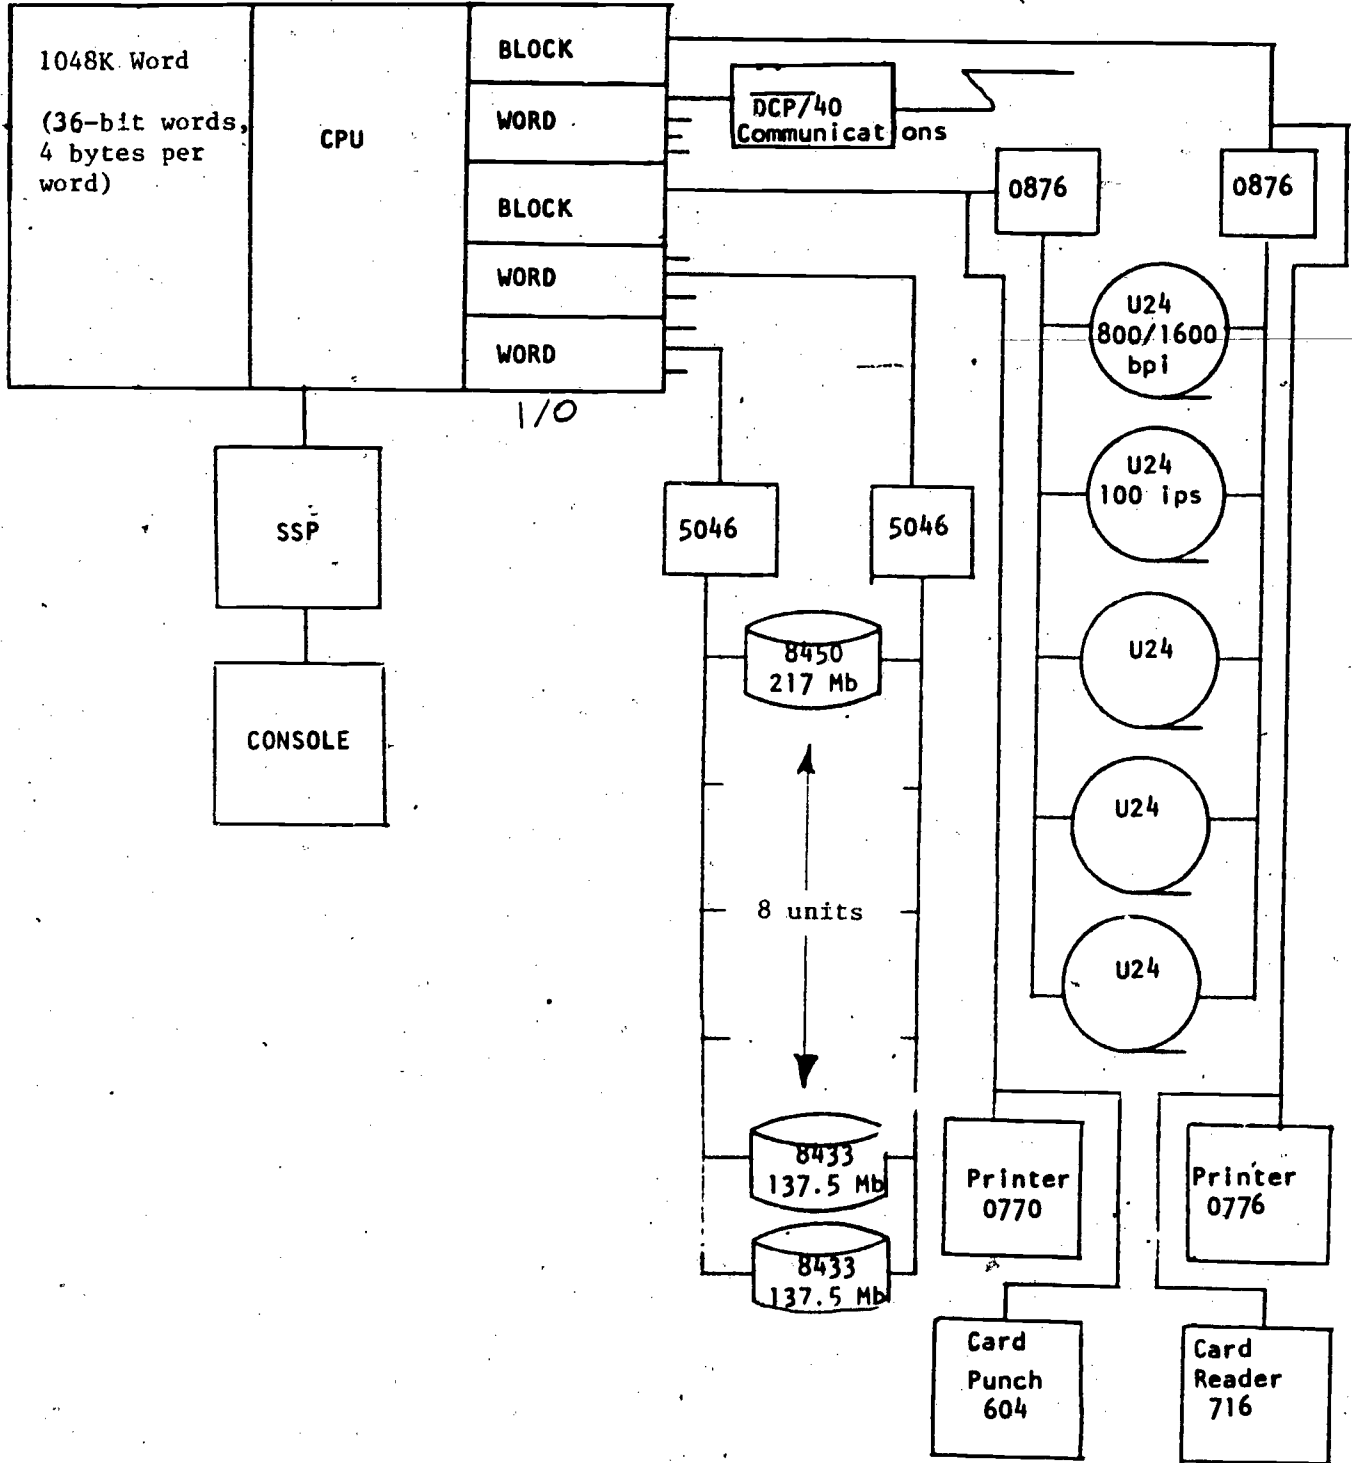 1048K Word
(36-bit words,
4 bytes per
word)
CPU
BLOCK
WORD
BLOCK
WORD
WORD
I/O
DCP/40
Communications
SSP
CONSOLE
5046
5046
8450
217 Mb
8 units
8433
137.5 Mb
8433
137.5 Mb
0876
0876
U24
800/1600
bpi
U24
100 ips
U24
U24
U24
Printer
0770
Printer
0776
Card
Punch
604
Card
Reader
716